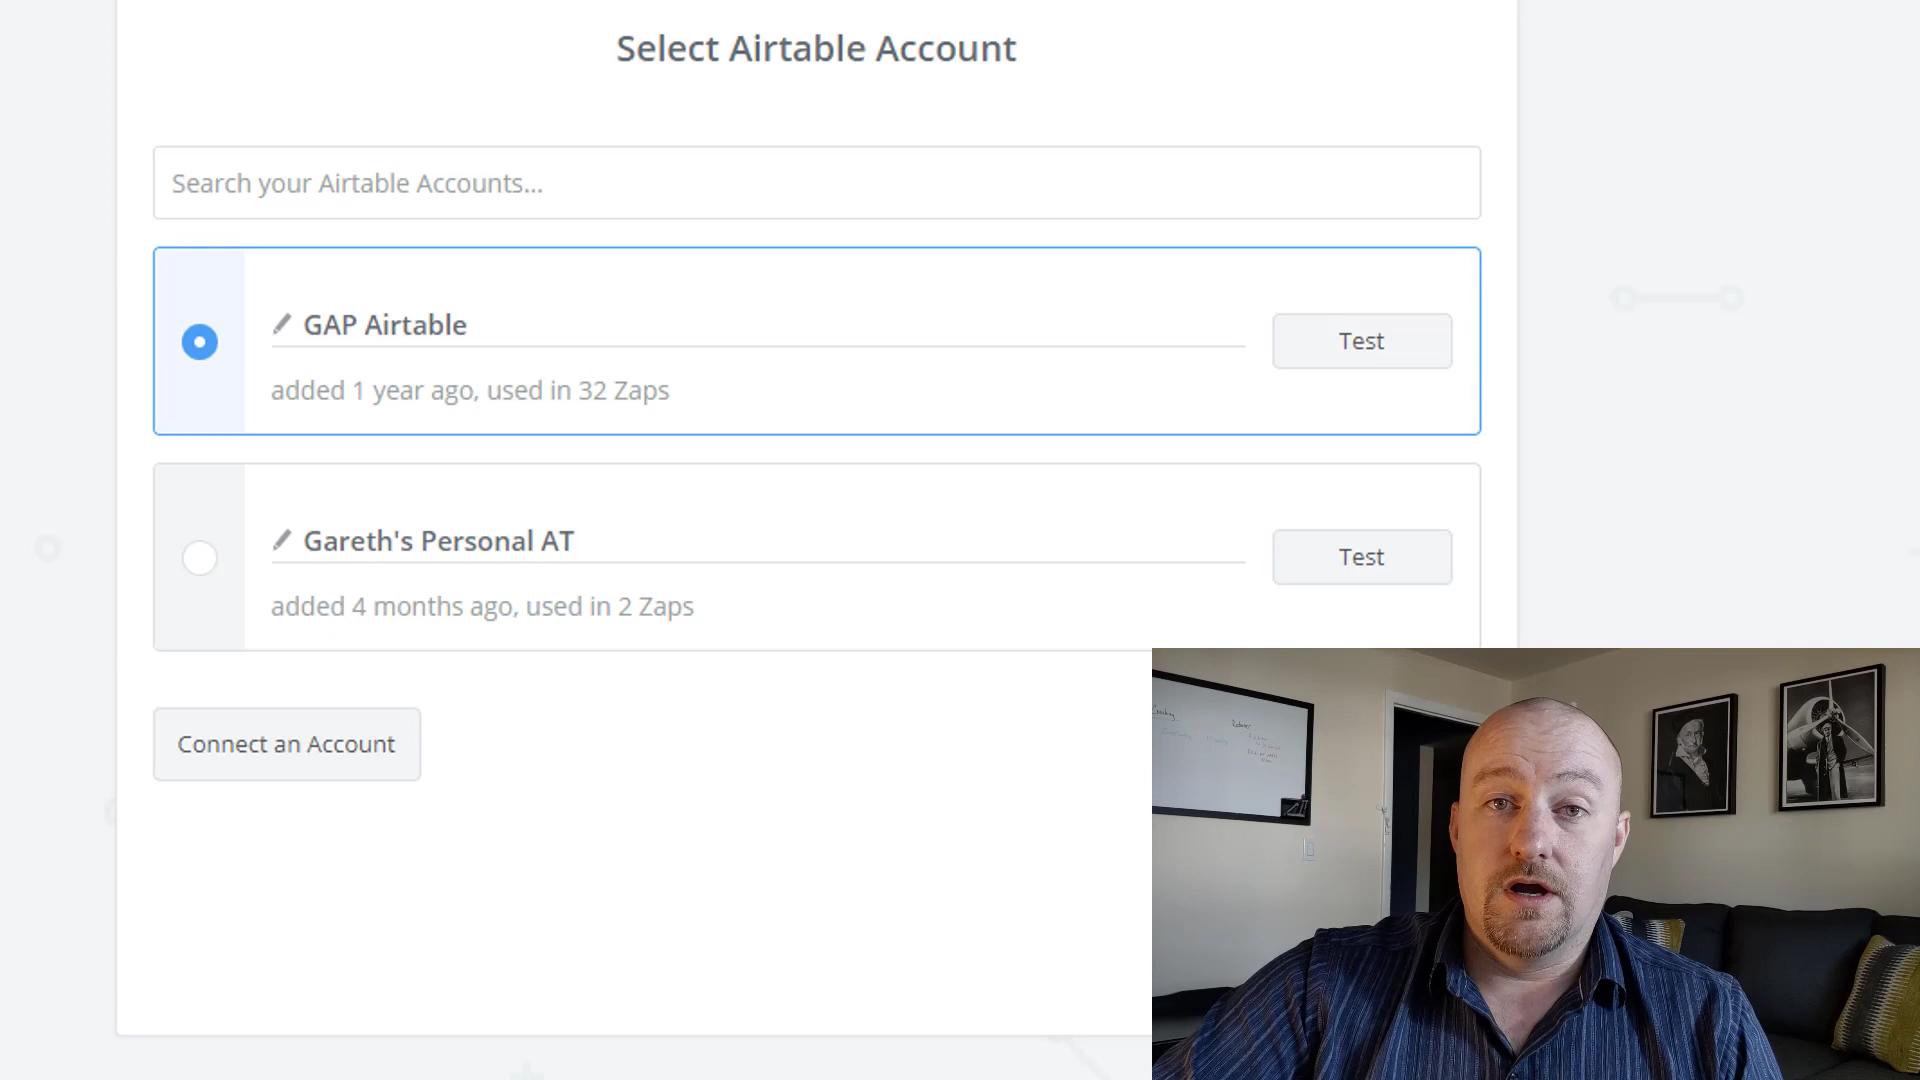 Select Airtable Account
Search your Airtable Accounts...
GAP Airtable
Test
added 1 year ago, used in 32 Zaps
Gareth's Personal AT
Test
added 4 months ago, used in 2 Zaps
Connect an Account